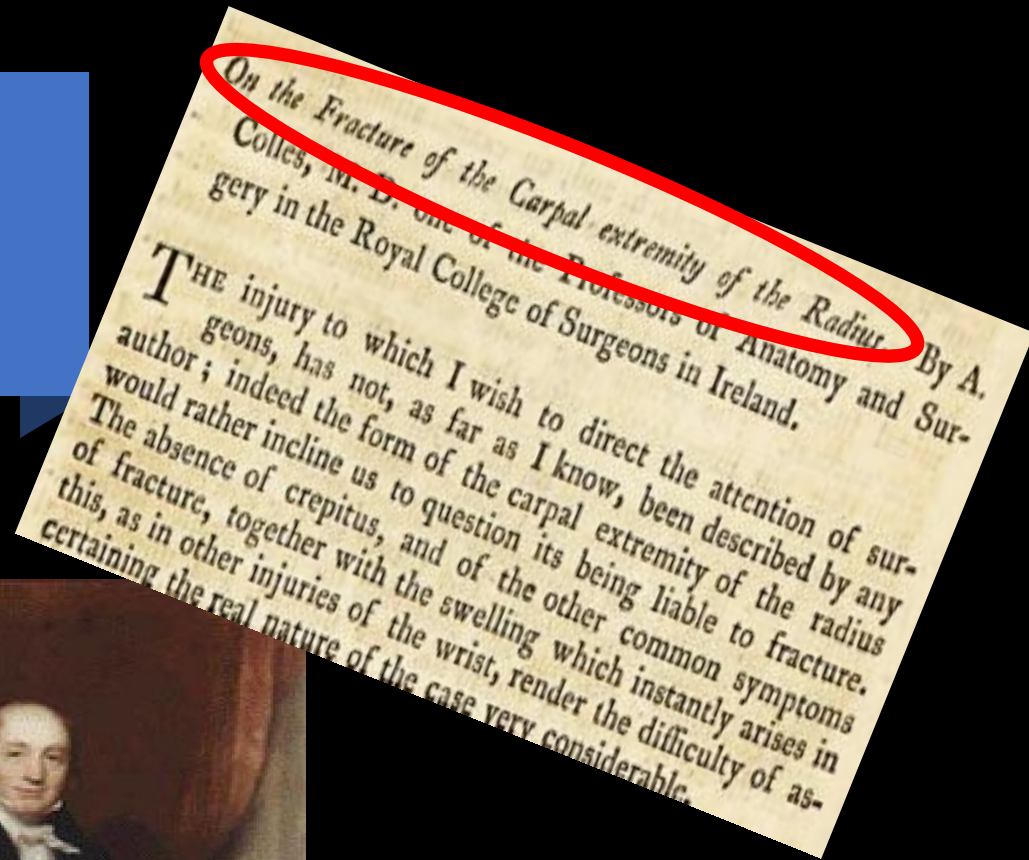 On the Fracture of the Carpal extremity of the Radius. By A.
Colles, M. D. one of the Professors of Anatomy and Sur-
gery in the Royal College of Surgeons in Ireland.
THE injury to which I wish to direct the attention of sur-
geons, has not, as far as I know, been described by any
author; indeed the form of the carpal extremity of the radius
would rather incline us to question its being liable to fracture.
The absence of crepitus, and of the other common symptoms
of fracture, together with the swelling which instantly arises in
this, as in other injuries of the wrist, render the difficulty of as-
certaining the real nature of the case very considerable.